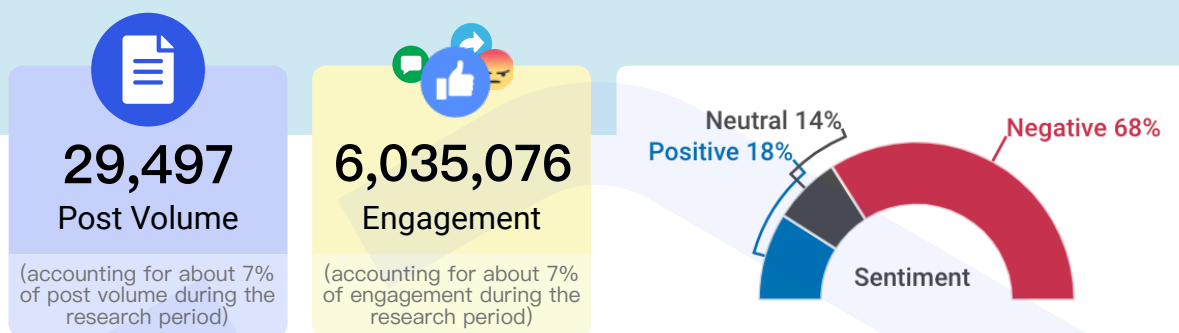 29,497
Post Volume
(accounting for about 7%
of post volume during the
research period)
6,035,076
Engagement
(accounting for about 7%
of engagement during the
research period)
Neutral 14%
Positive 18%
Negative 68%
Sentiment